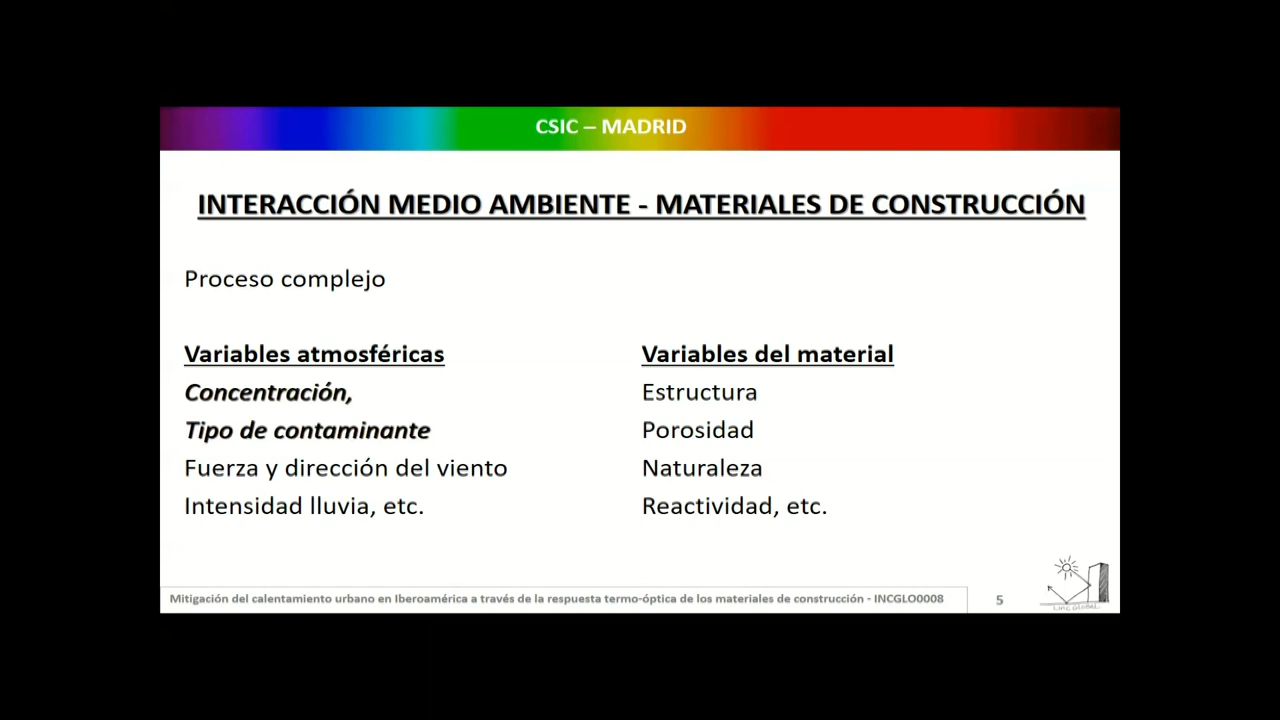 CSIC – MADRID
INTERACCIÓN MEDIO AMBIENTE - MATERIALES DE CONSTRUCCIÓN
Proceso complejo
Variables atmosféricas
Concentración,
Tipo de contaminante
Fuerza y dirección del viento
Intensidad lluvia, etc.
Variables del material
Estructura
Porosidad
Naturaleza
Reactividad, etc.
Mitigación del calentamiento urbano en Iberoamérica a través de la respuesta termo-óptica de los materiales de construcción - INCGLO0008
5